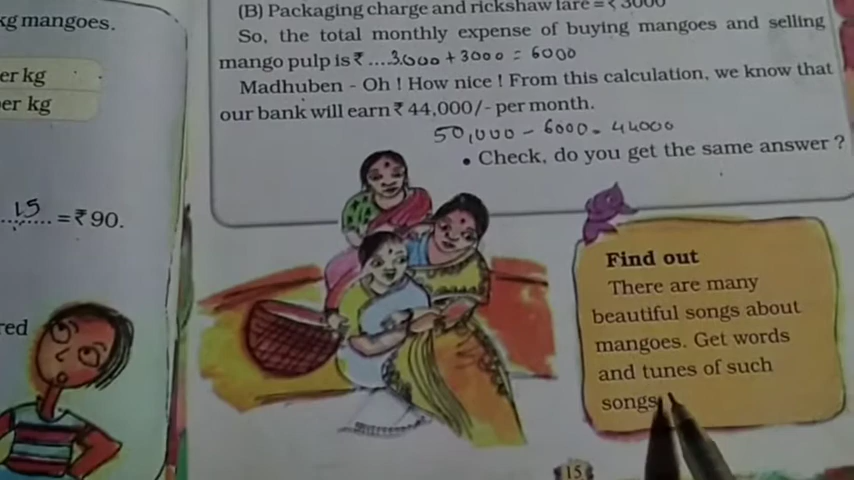 kg mangoes.
er kg
er kg
15
........ = ₹ 90.
red
(B) Packaging charge and rickshaw fare = ₹ 3000
So, the total monthly expense of buying mangoes and selling
mango pulp is ₹ ....3000 + 3000 = 6000
Madhuben - Oh ! How nice ! From this calculation, we know that
our bank will earn ₹ 44,000/- per month.
50,000 - 6000 = 44000
• Check, do you get the same answer ?
Find out
There are many
beautiful songs about
mangoes. Get words
and tunes of such
songs
15